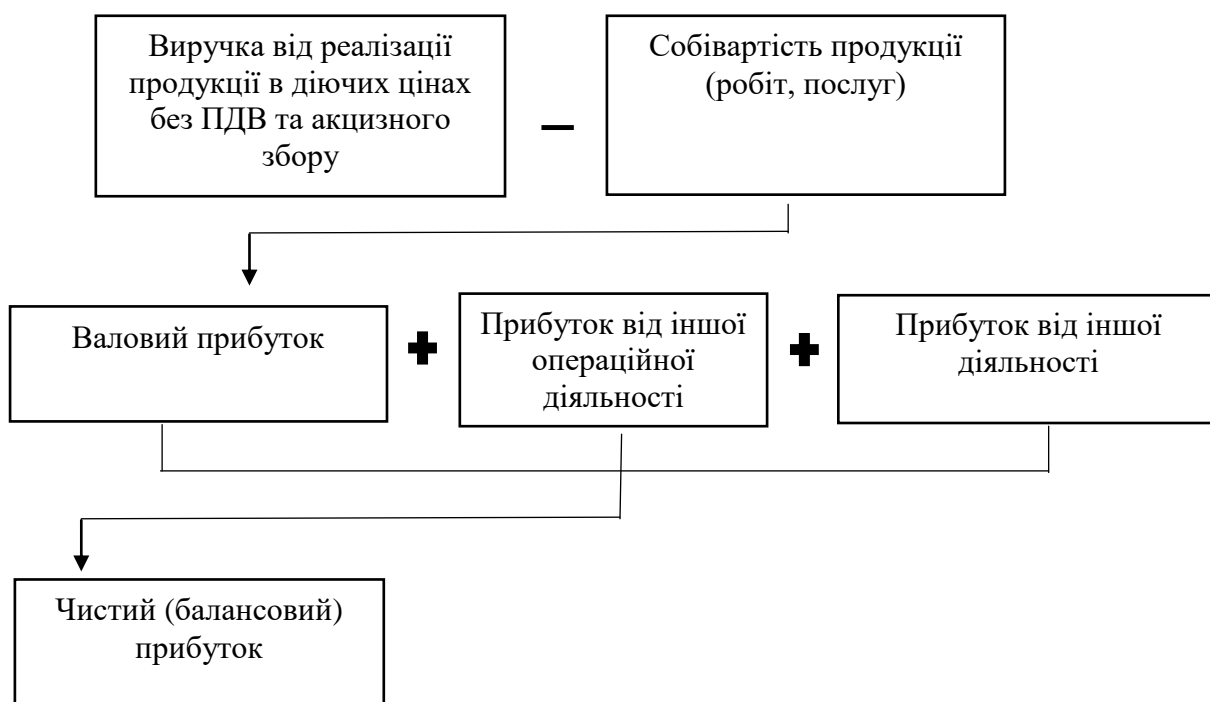 Виручка від реалізації
продукції в діючих цінах
без ПДВ та акцизного
збору
–
Собівартість продукції
(робіт, послуг)
Валовий прибуток
+
Прибуток від іншої
операційної
діяльності
+
Прибуток від іншої
діяльності
Чистий (балансовий)
прибуток